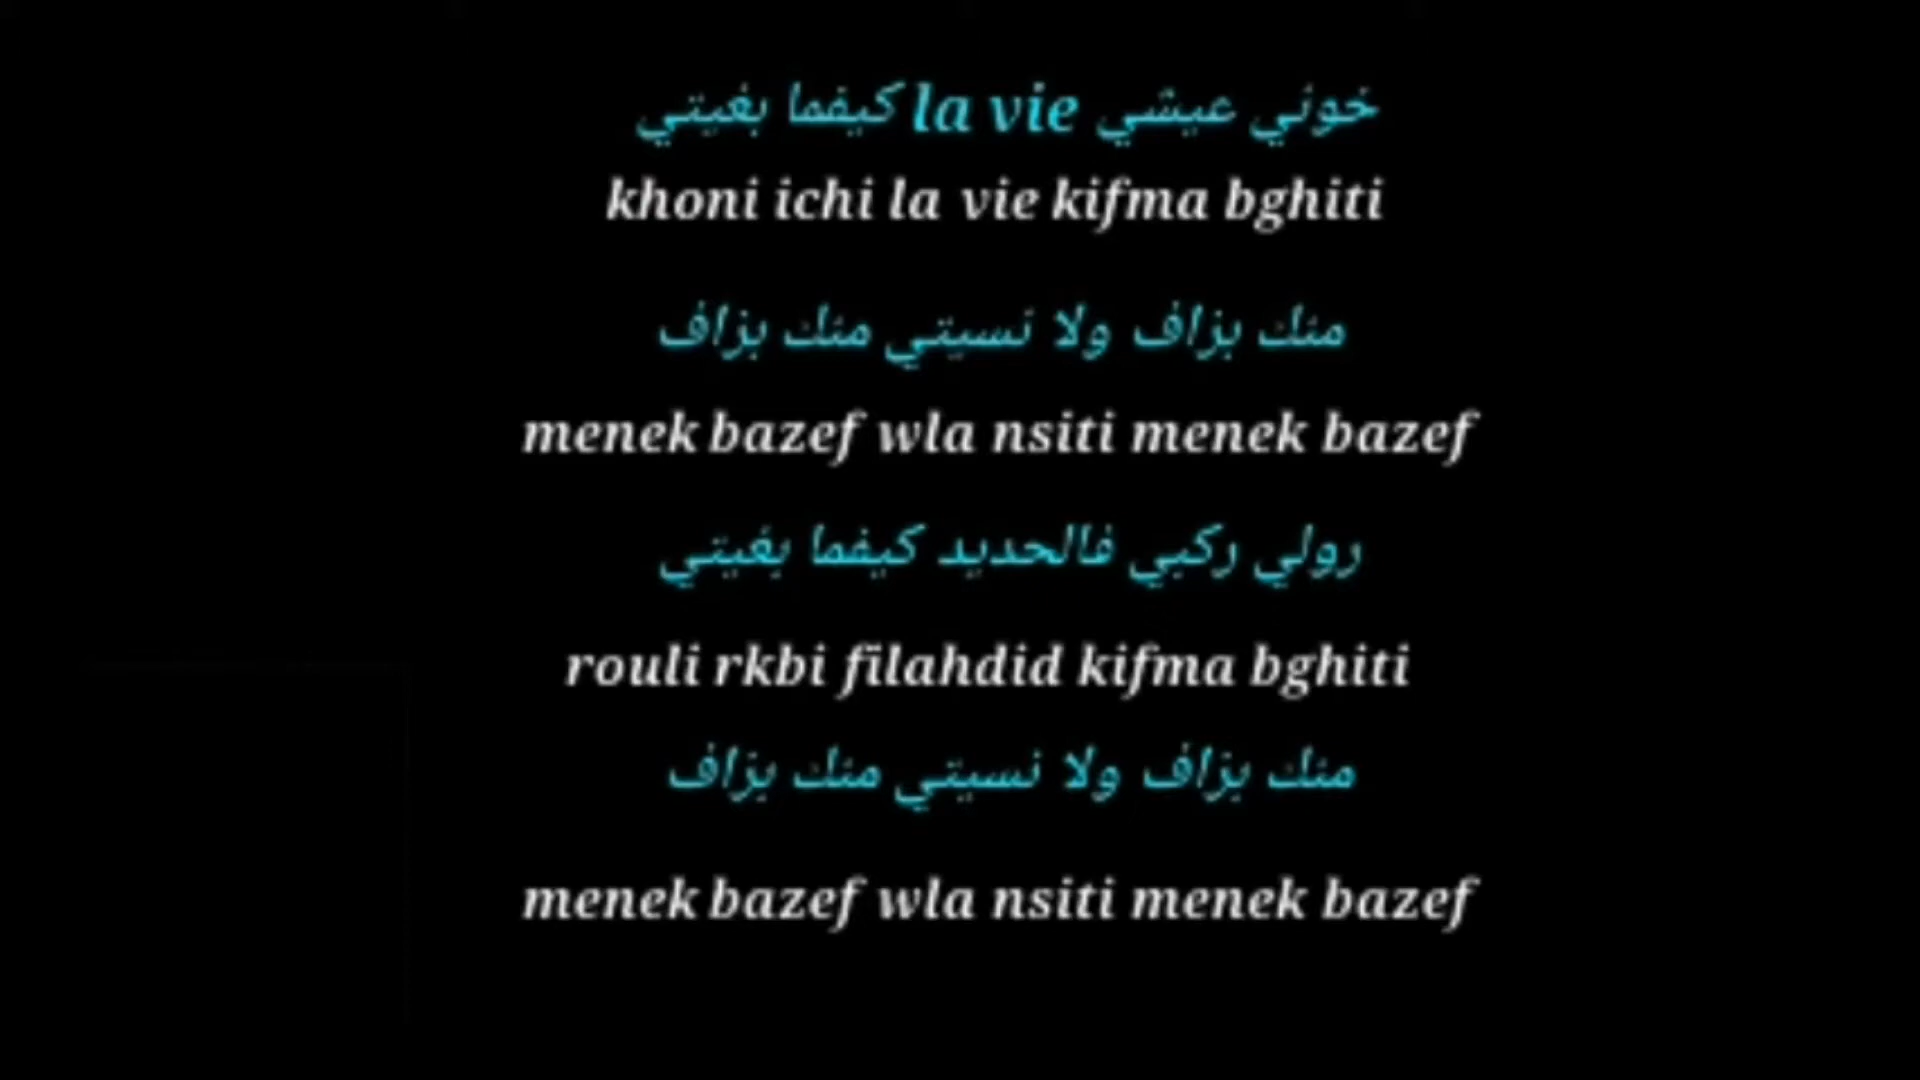 خوني عيشي la vie كيفما بغيتي
khoni ichi la vie kifma bghiti
منك بزاف ولا نسيتي منك بزاف
menek bazef wla nsiti menek bazef
رولي ركبي فالحديد كيفما بغيتي
rouli rkbi filahdid kifma bghiti
منك بزاف ولا نسيتي منك بزاف
menek bazef wla nsiti menek bazef